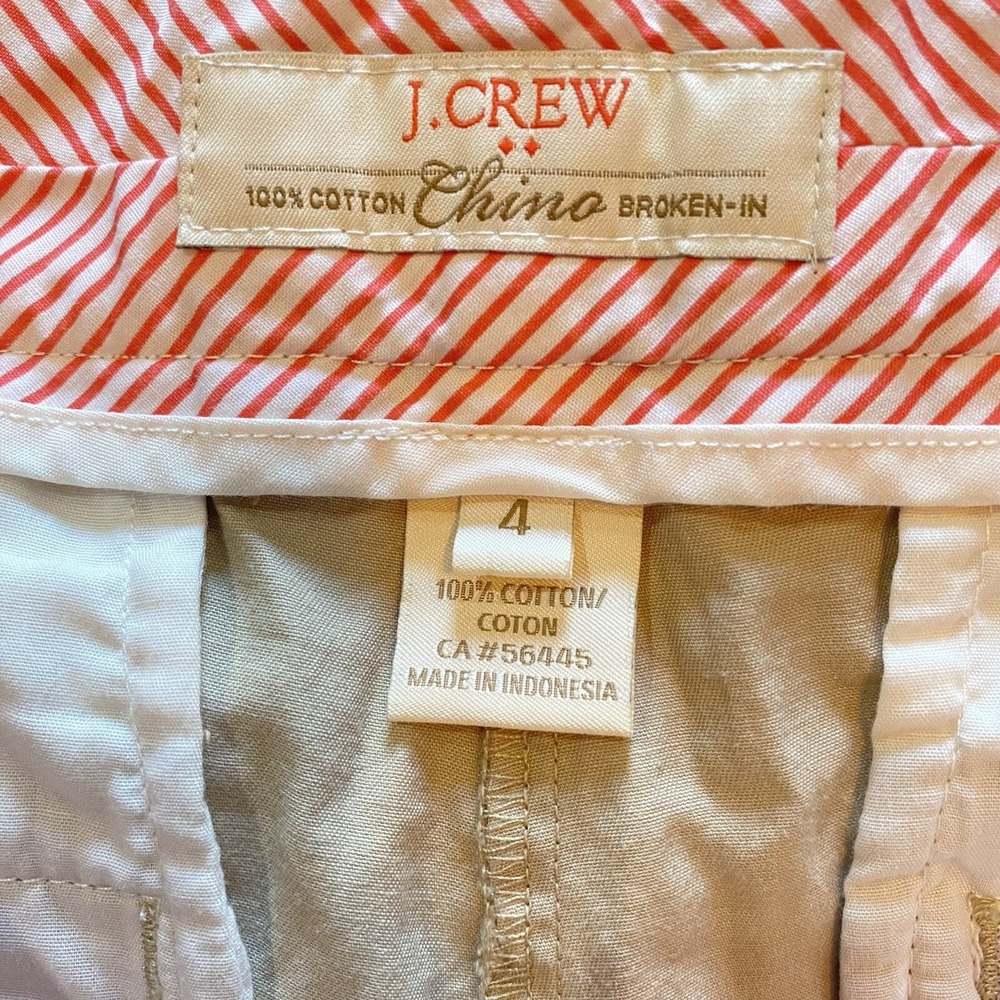 J.CREW
100% COTTON Chino BROKEN-IN
4
100% COTTON/
COTON
CA #56445
MADE IN INDONESIA